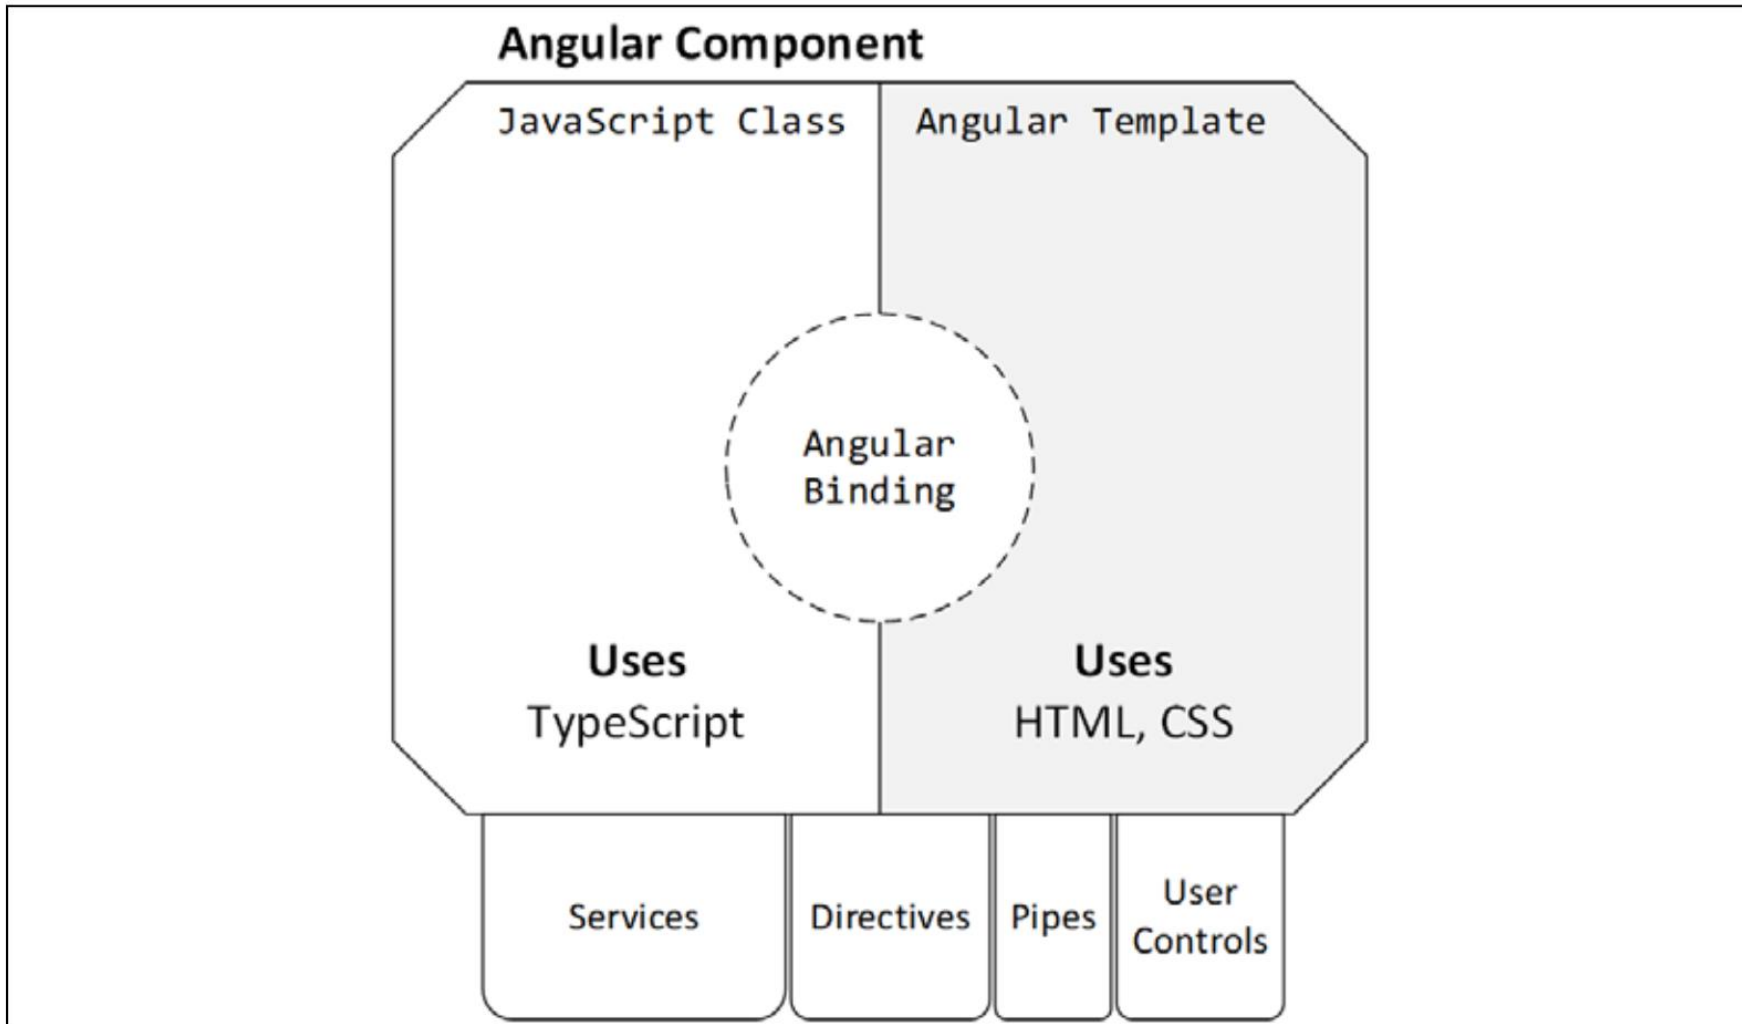 Angular Component
JavaScript Class
Angular Template
Angular
Binding
Uses
TypeScript
Uses
HTML, CSS
Services
Directives
Pipes
User
Controls